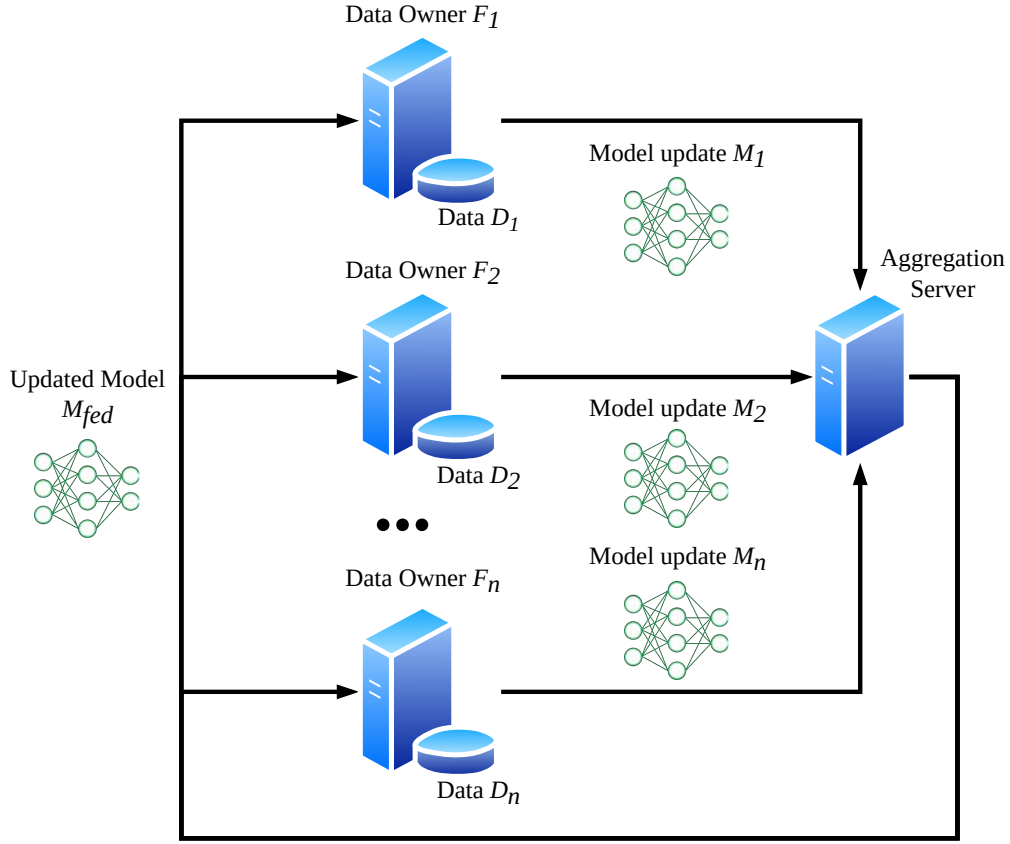 Data Owner F1
Model update M1
Data D1
Data Owner F2
Aggregation
Server
Updated Model
Mfed
Model update M2
Data D2
Model update Mn
Data Owner Fn
Data Dn